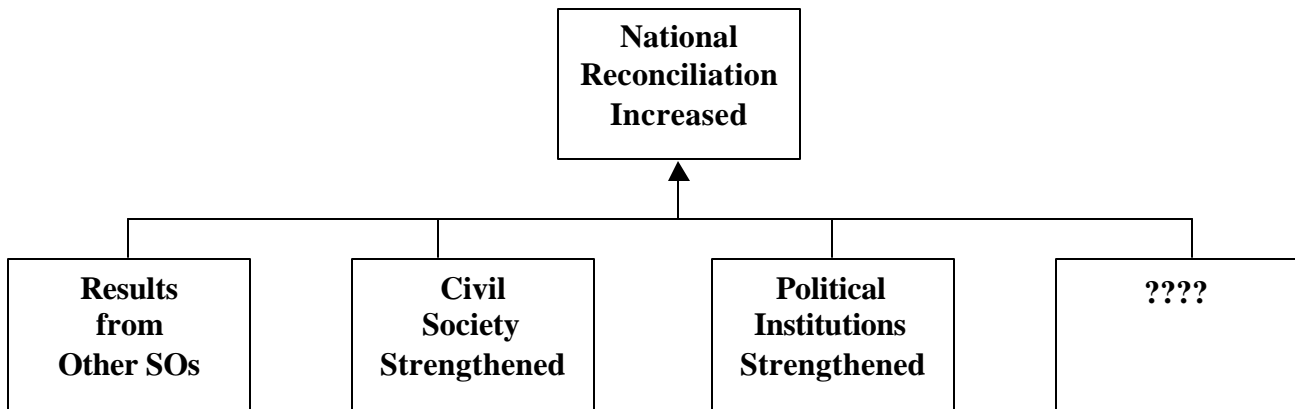 National
Reconciliation
Increased
Results
from
Other SOs
Civil
Society
Strengthened
Political
Institutions
Strengthened
????